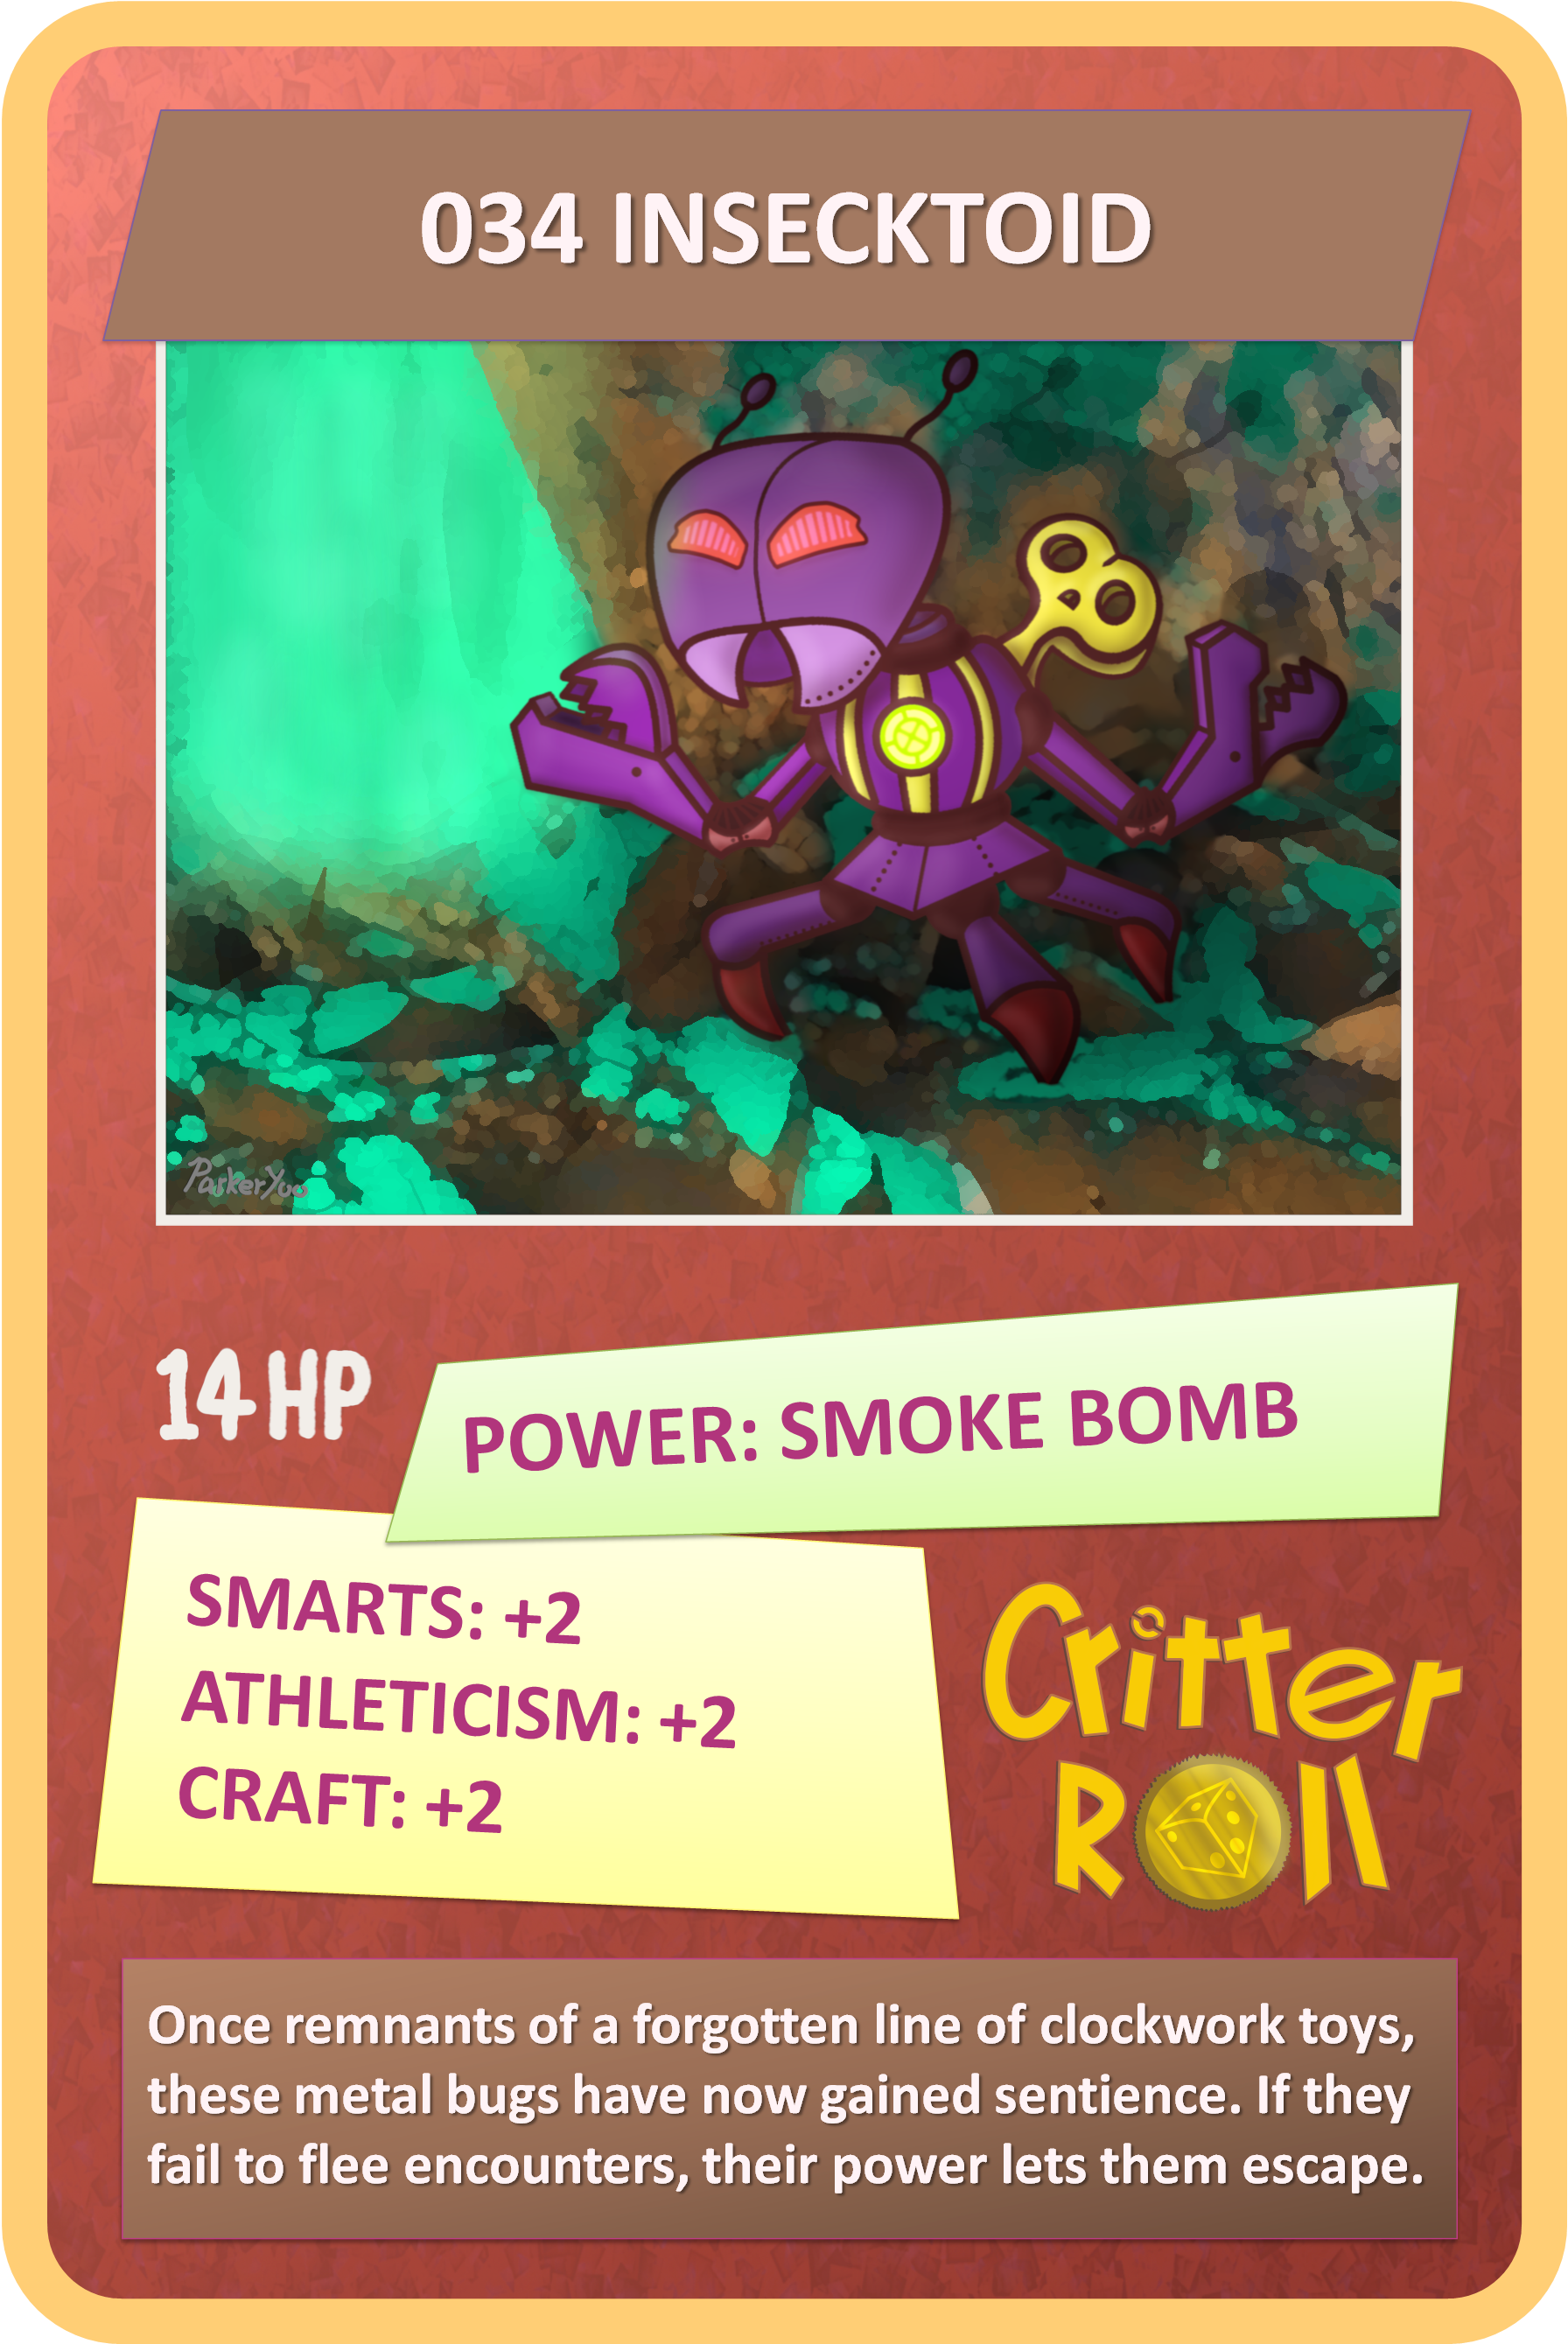 034 INSECKTOID
ParkerYuu
14 HP
POWER: SMOKE BOMB
SMARTS: +2
ATHLETICISM: +2
CRAFT: +2
Critter
Roll
Once remnants of a forgotten line of clockwork toys,
these metal bugs have now gained sentience. If they
fail to flee encounters, their power lets them escape.